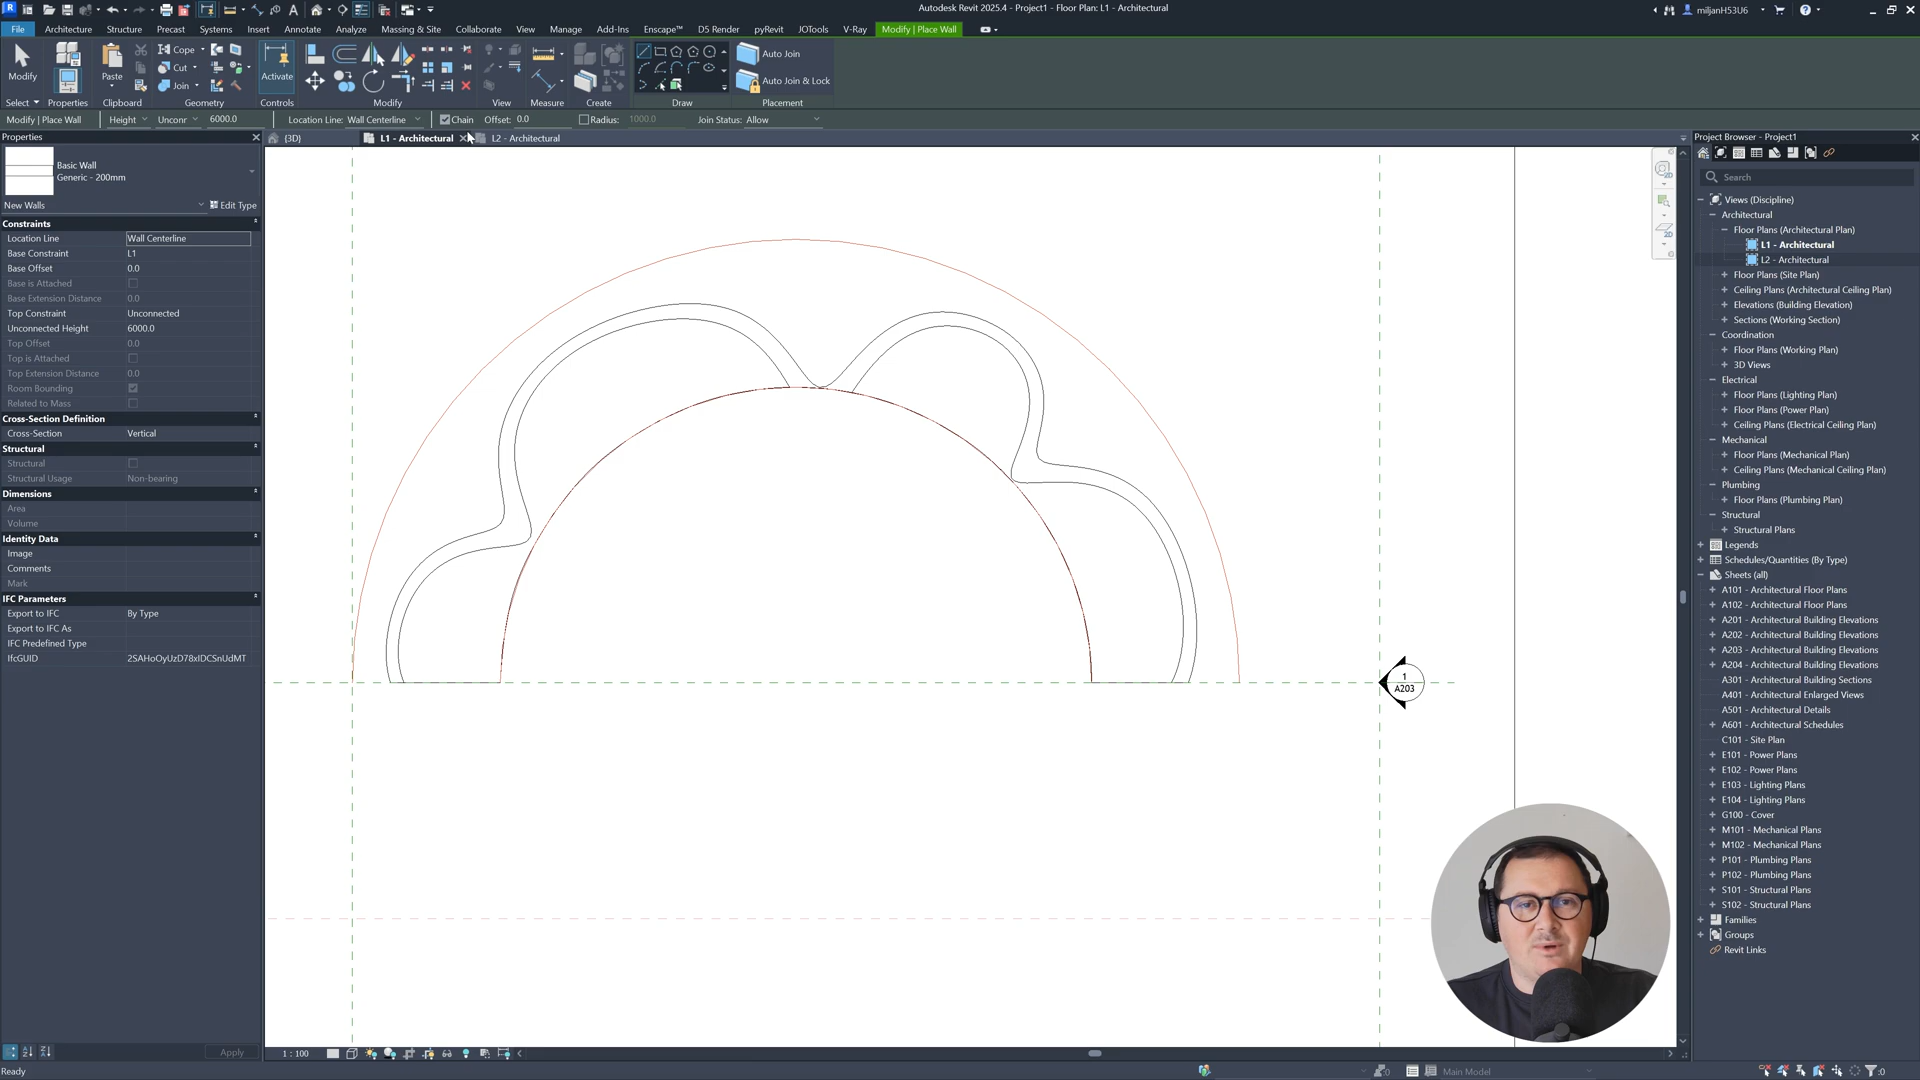 Autodesk Revit 2025.4 - Project1 - Floor Plan: L1 - Architectural
miljanH53U6
File Architecture Structure Precast Systems Insert Annotate Analyze Massing & Site Collaborate View Manage Add-Ins Enscape™ D5 Render pyRevit JOTools V-Ray Modify | Place Wall
Modify
Paste
Cope
Cut
Join
Activate
Auto Join
Auto Join & Lock
Select Properties Clipboard Geometry Controls Modify View Measure Create Draw Placement
Modify | Place Wall Height Unconr 6000.0 Location Line: Wall Centerline Chain Offset: 0.0 Radius: 1000.0 Join Status: Allow
Properties
{3D} L1 - Architectural L2 - Architectural
Basic Wall
Generic - 200mm
New Walls Edit Type
Constraints
Location Line Wall Centerline
Base Constraint L1
Base Offset 0.0
Base is Attached
Base Extension Distance 0.0
Top Constraint Unconnected
Unconnected Height 6000.0
Top Offset 0.0
Top is Attached
Top Extension Distance 0.0
Room Bounding
Related to Mass
Cross-Section Definition
Cross-Section Vertical
Structural
Structural
Structural Usage Non-bearing
Dimensions
Area
Volume
Identity Data
Image
Comments
Mark
IFC Parameters
Export to IFC By Type
Export to IFC As
IFC Predefined Type
IfcGUID 2SAHoOyUzD78xIDCSnUdMT
Apply
Ready
1
A203
1 : 100
Main Model
:0
:0
Project Browser - Project1
Search
Views (Discipline)
Architectural
Floor Plans (Architectural Plan)
L1 - Architectural
L2 - Architectural
Floor Plans (Site Plan)
Ceiling Plans (Architectural Ceiling Plan)
Elevations (Building Elevation)
Sections (Working Section)
Coordination
Floor Plans (Working Plan)
3D Views
Electrical
Floor Plans (Lighting Plan)
Floor Plans (Power Plan)
Ceiling Plans (Electrical Ceiling Plan)
Mechanical
Floor Plans (Mechanical Plan)
Ceiling Plans (Mechanical Ceiling Plan)
Plumbing
Floor Plans (Plumbing Plan)
Structural
Structural Plans
Legends
Schedules/Quantities (By Type)
Sheets (all)
A101 - Architectural Floor Plans
A102 - Architectural Floor Plans
A201 - Architectural Building Elevations
A202 - Architectural Building Elevations
A203 - Architectural Building Elevations
A204 - Architectural Building Elevations
A301 - Architectural Building Sections
A401 - Architectural Enlarged Views
A501 - Architectural Details
A601 - Architectural Schedules
C101 - Site Plan
E101 - Power Plans
E102 - Power Plans
E103 - Lighting Plans
E104 - Lighting Plans
G100 - Cover
M101 - Mechanical Plans
M102 - Mechanical Plans
P101 - Plumbing Plans
P102 - Plumbing Plans
S101 - Structural Plans
S102 - Structural Plans
Families
Groups
Revit Links